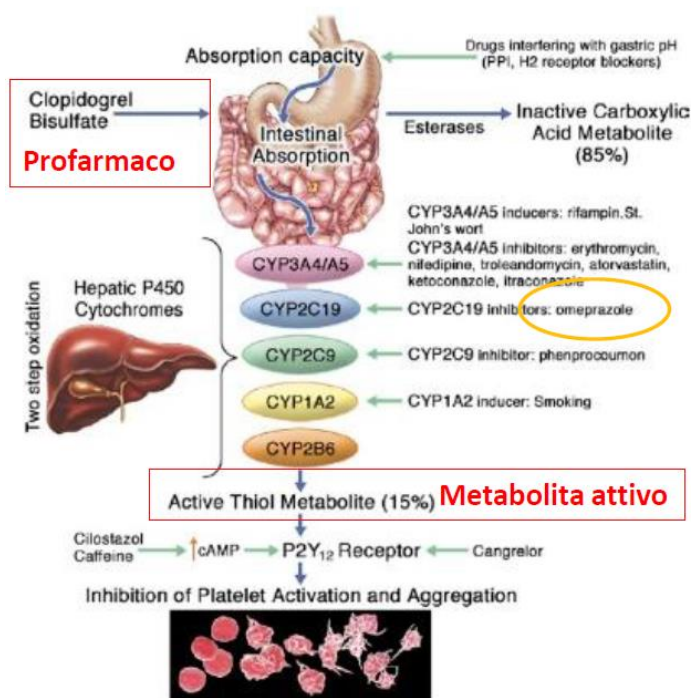 Absorption capacity
Drugs interfering with gastric pH
(PPI, H2 receptor blockers)
Clopidogrel
Bisulfate
Profarmaco
Intestinal
Absorption
Esterases
Inactive Carboxylic
Acid Metabolite
(85%)
CYP3A4/A5 inducers: rifampin,St.
John's wort
CYP3A4/A5 inhibitors: erythromycin,
nifedipine, troleandomycin, atorvastatin,
ketoconazole, itraconazole
CYP3A4/A5
Hepatic P450
Cytochromes
Two step oxidation
CYP2C19
CYP2C19 inhibitors: omeprazole
CYP2C9
CYP2C9 inhibitor: phenprocoumon
CYP1A2
CYP1A2 inducer: Smoking
CYP2B6
Active Thiol Metabolite (15%)
Metabolita attivo
Cilostazol
Caffeine
cAMP
P2Y12 Receptor
Cangrelor
Inhibition of Platelet Activation and Aggregation